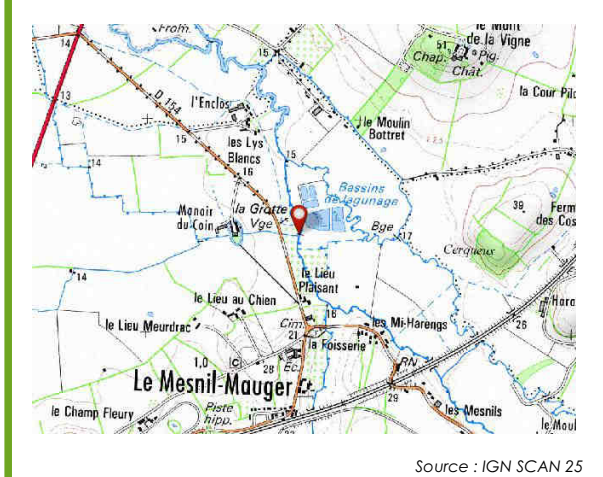 From.
le Mont
de la Vigne
14
15
51
Pig.
Chap.
Chât.
la Cour
13
D 154
l'Enclos
le Moulin
Bottret
15
les Lys
Blancs
15
14
16
Bassins
de lagunage
39
Ferm
des Cos
Manoir
du Coin
la Grotte
Vge
Bge
17
Cerqueux
14
le Lieu
Plaisant
le Lieu au Chien
Hara
18
les Mi-Harengs
le Lieu Meurdrac
Cim.
21
26
la Foisserie
1,0
C
28
Ec.
RN
Le Mesnil-Mauger
29
le Champ Fleury
Piste
hipp.
les Mesnils
le Moul
Source : IGN SCAN 25